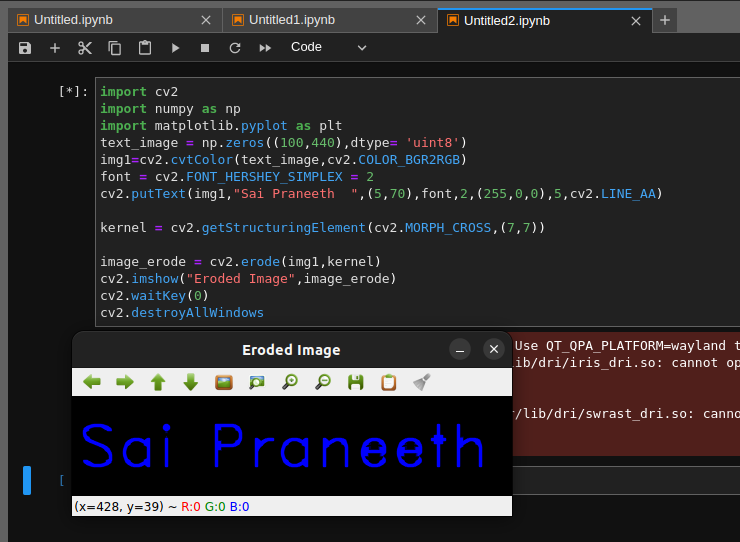 Untitled.ipynb
Untitled1.ipynb
Untitled2.ipynb
Code
[*]:
import cv2
import numpy as np
import matplotlib.pyplot as plt
text_image = np.zeros((100,440),dtype= 'uint8')
img1=cv2.cvtColor(text_image,cv2.COLOR_BGR2RGB)
font = cv2.FONT_HERSHEY_SIMPLEX = 2
cv2.putText(img1,"Sai Praneeth  ",(5,70),font,2,(255,0,0),5,cv2.LINE_AA)
kernel = cv2.getStructuringElement(cv2.MORPH_CROSS,(7,7))
image_erode = cv2.erode(img1,kernel)
cv2.imshow("Eroded Image",image_erode)
cv2.waitKey(0)
cv2.destroyAllWindows
Use QT_QPA_PLATFORM=wayland t
ib/dri/iris_dri.so: cannot op
r/lib/dri/swrast_dri.so: canno
Eroded Image
Sai Praneeth
[
(x=428, y=39) ~ R:0 G:0 B:0